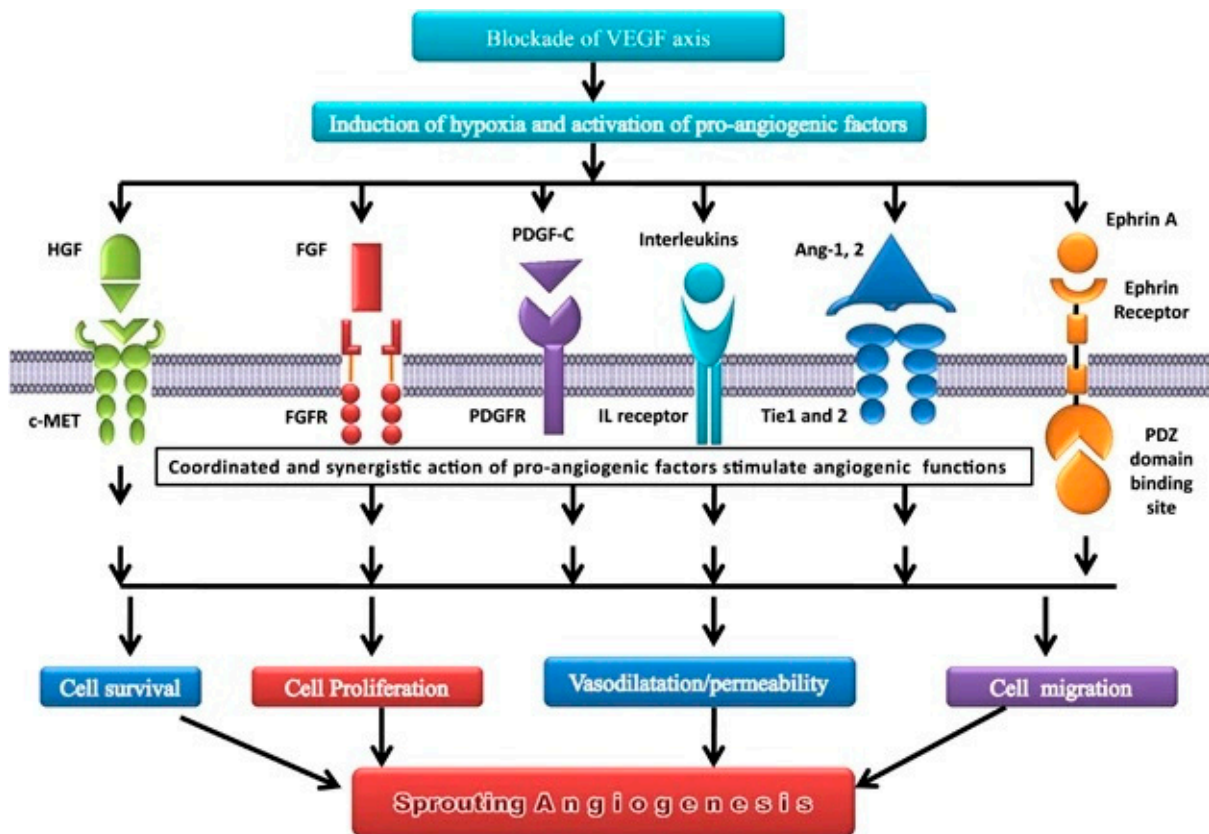 Blockade of VEGF axis
Induction of hypoxia and activation of pro-angiogenic factors
HGF
FGF
PDGF-C
Interleukins
Ang-1, 2
Ephrin A
Ephrin
Receptor
c-MET
FGFR
PDGFR
IL receptor
Tie1 and 2
PDZ
domain
binding
site
Coordinated and synergistic action of pro-angiogenic factors stimulate angiogenic functions
Cell survival
Cell Proliferation
Vasodilatation/permeability
Cell migration
Sprouting Angiogenesis